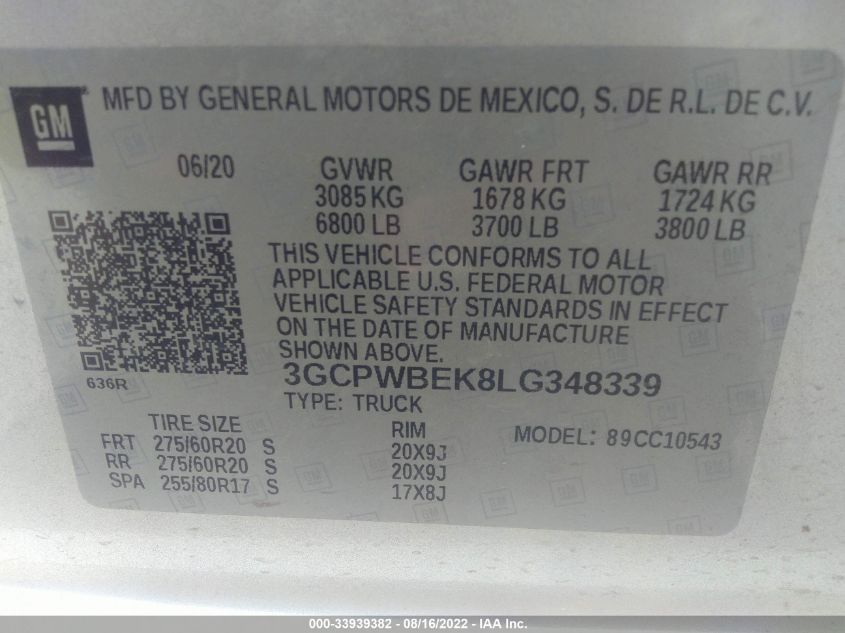 GM
MFD BY GENERAL MOTORS DE MEXICO, S. DE R.L. DE C.V.
06/20 GVWR GAWR FRT GAWR RR
3085 KG 1678 KG 1724 KG
6800 LB 3700 LB 3800 LB
THIS VEHICLE CONFORMS TO ALL
APPLICABLE U.S. FEDERAL MOTOR
VEHICLE SAFETY STANDARDS IN EFFECT
ON THE DATE OF MANUFACTURE
SHOWN ABOVE.
636R
3GCPWBEK8LG348339
TYPE: TRUCK
TIRE SIZE RIM MODEL: 89CC10543
FRT 275/60R20 S 20X9J
RR 275/60R20 S 20X9J
SPA 255/80R17 S 17X8J
000-33939382 - 08/16/2022 - IAA Inc.